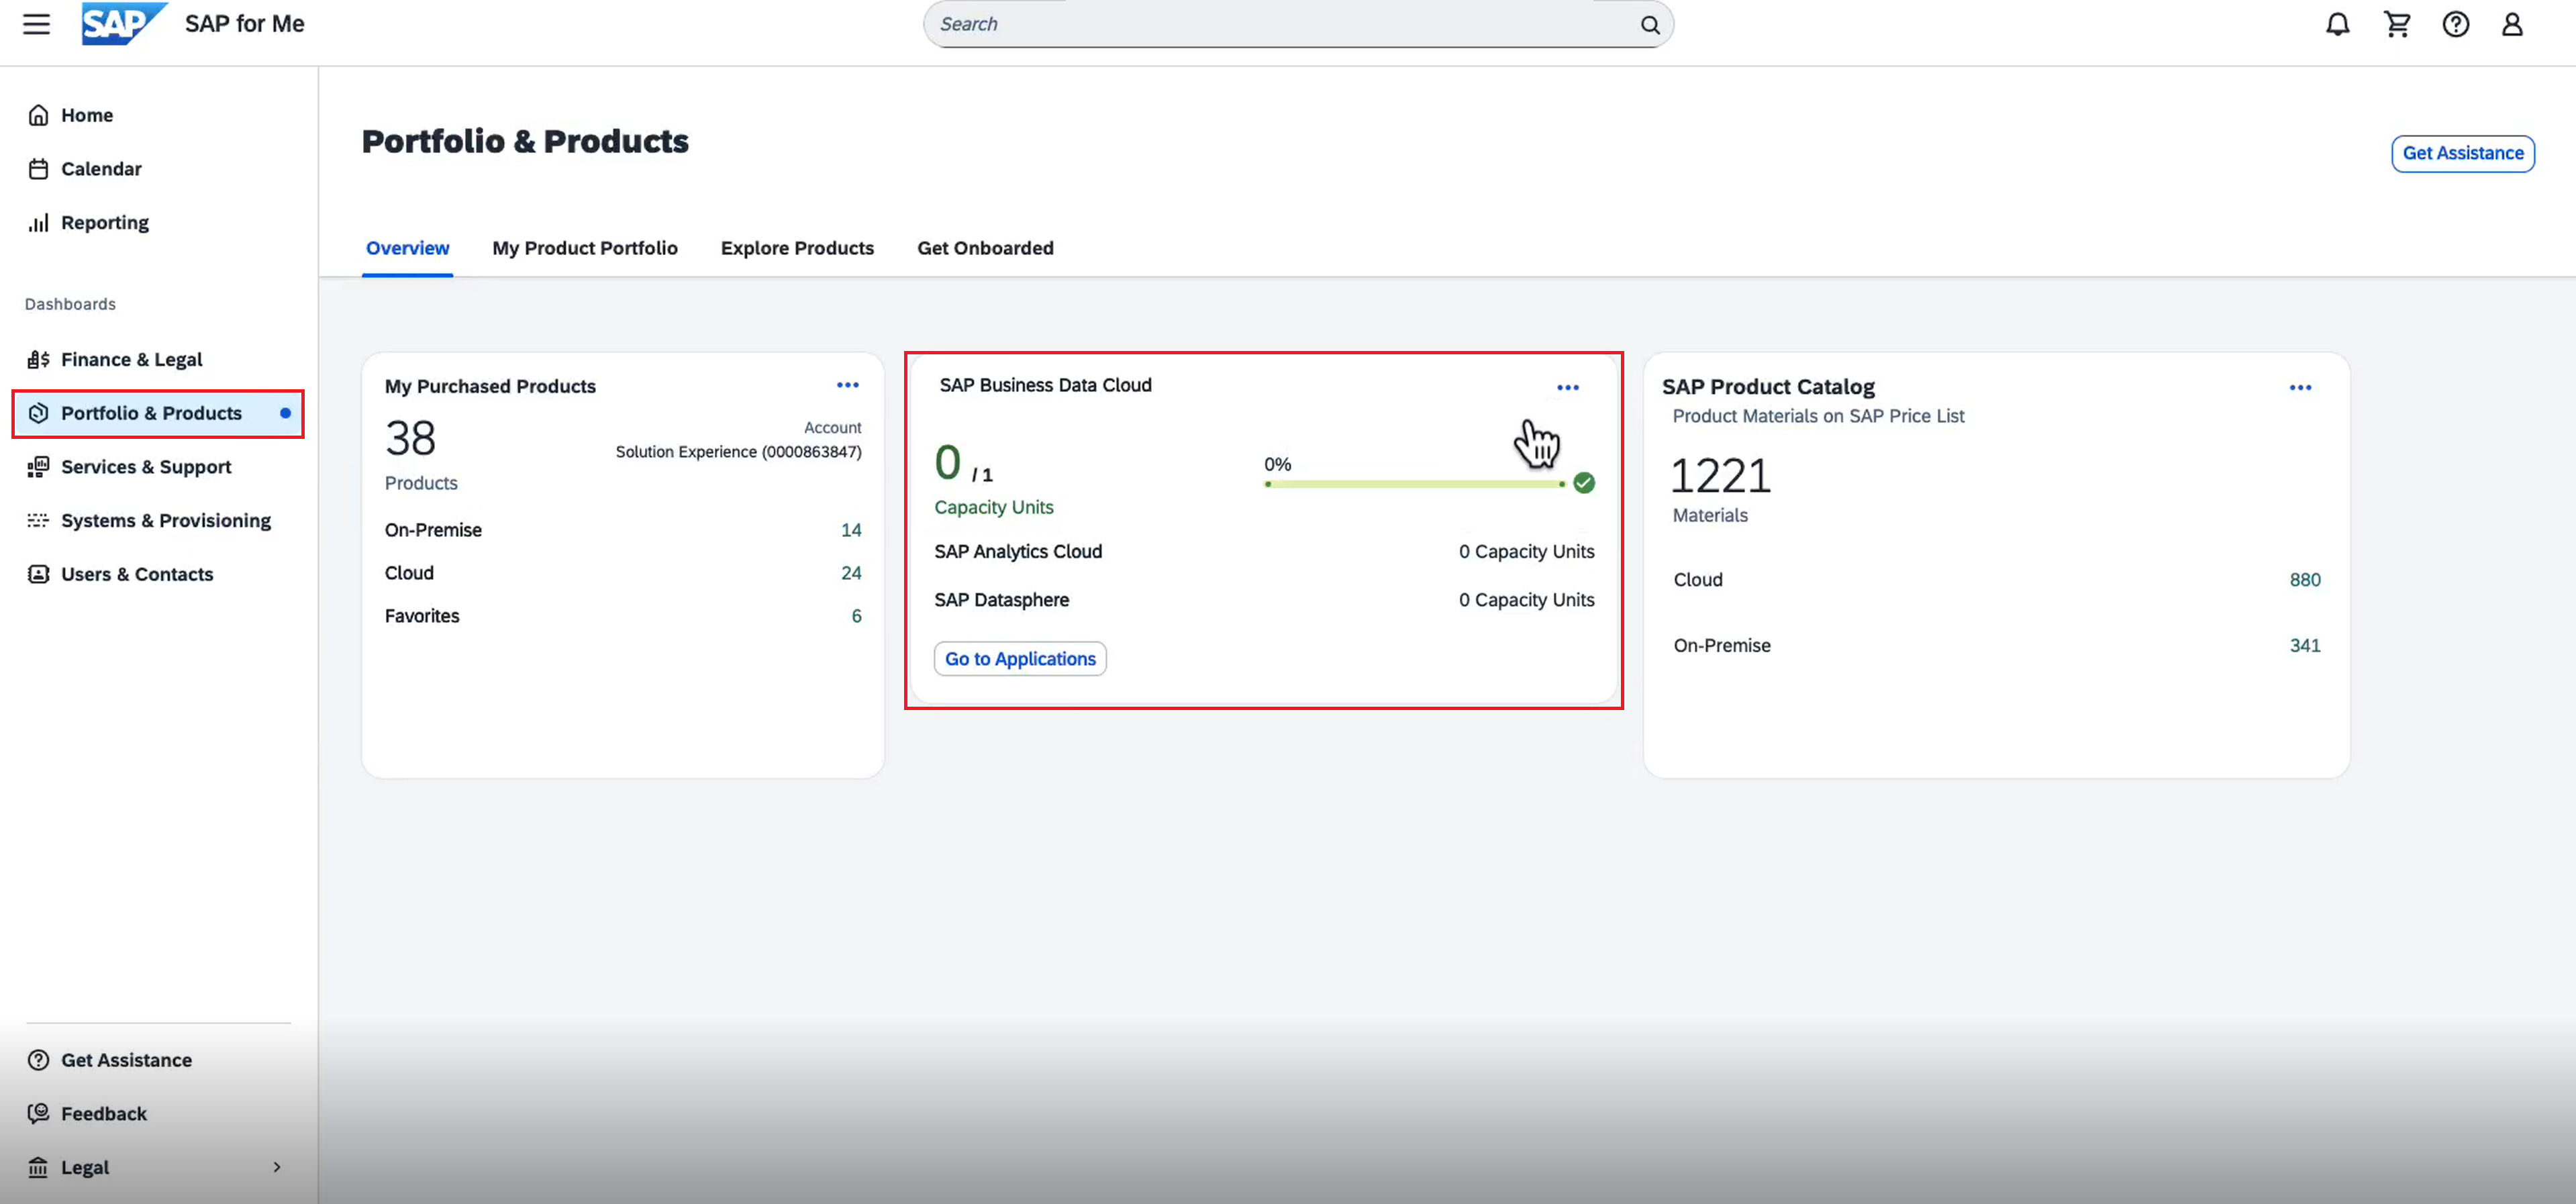 SAP SAP for Me
Search
Home
Calendar
Reporting
Dashboards
Finance & Legal
Portfolio & Products
Services & Support
Systems & Provisioning
Users & Contacts
Get Assistance
Feedback
Legal
Portfolio & Products
Get Assistance
Overview My Product Portfolio Explore Products Get Onboarded
My Purchased Products
38
Products
Account
Solution Experience (0000863847)
On-Premise 14
Cloud 24
Favorites 6
SAP Business Data Cloud
0 / 1
Capacity Units
0%
SAP Analytics Cloud 0 Capacity Units
SAP Datasphere 0 Capacity Units
Go to Applications
SAP Product Catalog
Product Materials on SAP Price List
1221
Materials
Cloud 880
On-Premise 341